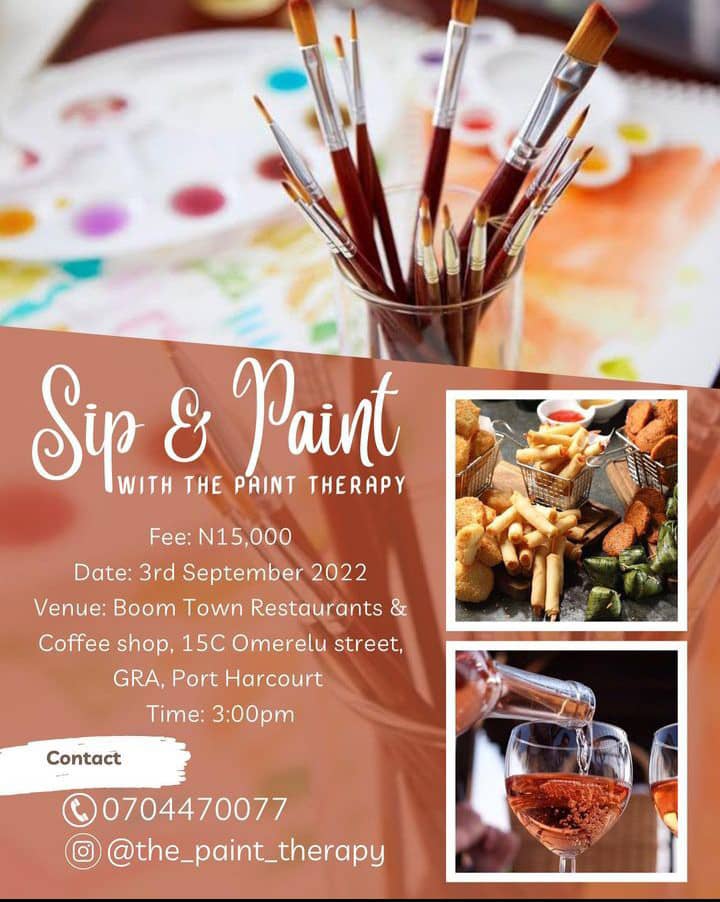 Sip & Paint
WITH THE PAINT THERAPY
Fee: N15,000
Date: 3rd September 2022
Venue: Boom Town Restaurants &
Coffee shop, 15C Omerelu street,
GRA, Port Harcourt
Time: 3:00pm
Contact
0704470077
@the_paint_therapy